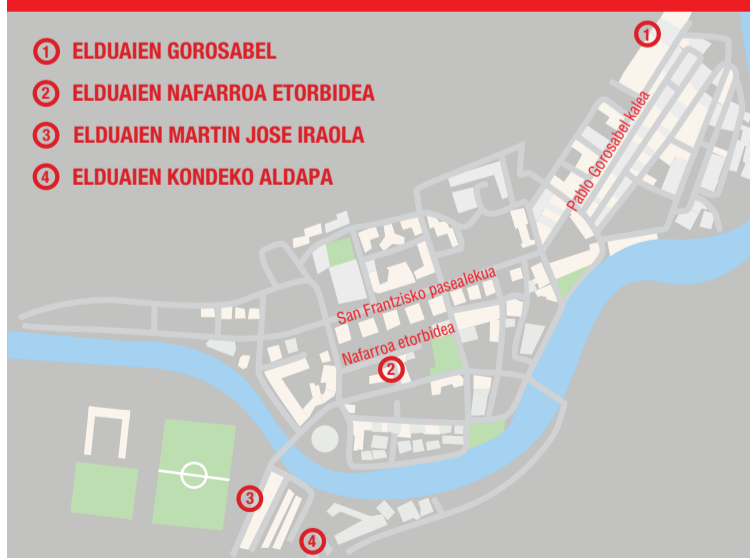 1 ELDUAIEN GOROSABEL
2 ELDUAIEN NAFARROA ETORBIDEA
3 ELDUAIEN MARTIN JOSE IRAOLA
4 ELDUAIEN KONDEKO ALDAPA
1
Pablo Gorosabel kalea
San Frantzisko pasealekua
Nafarroa etorbidea
2
3
4